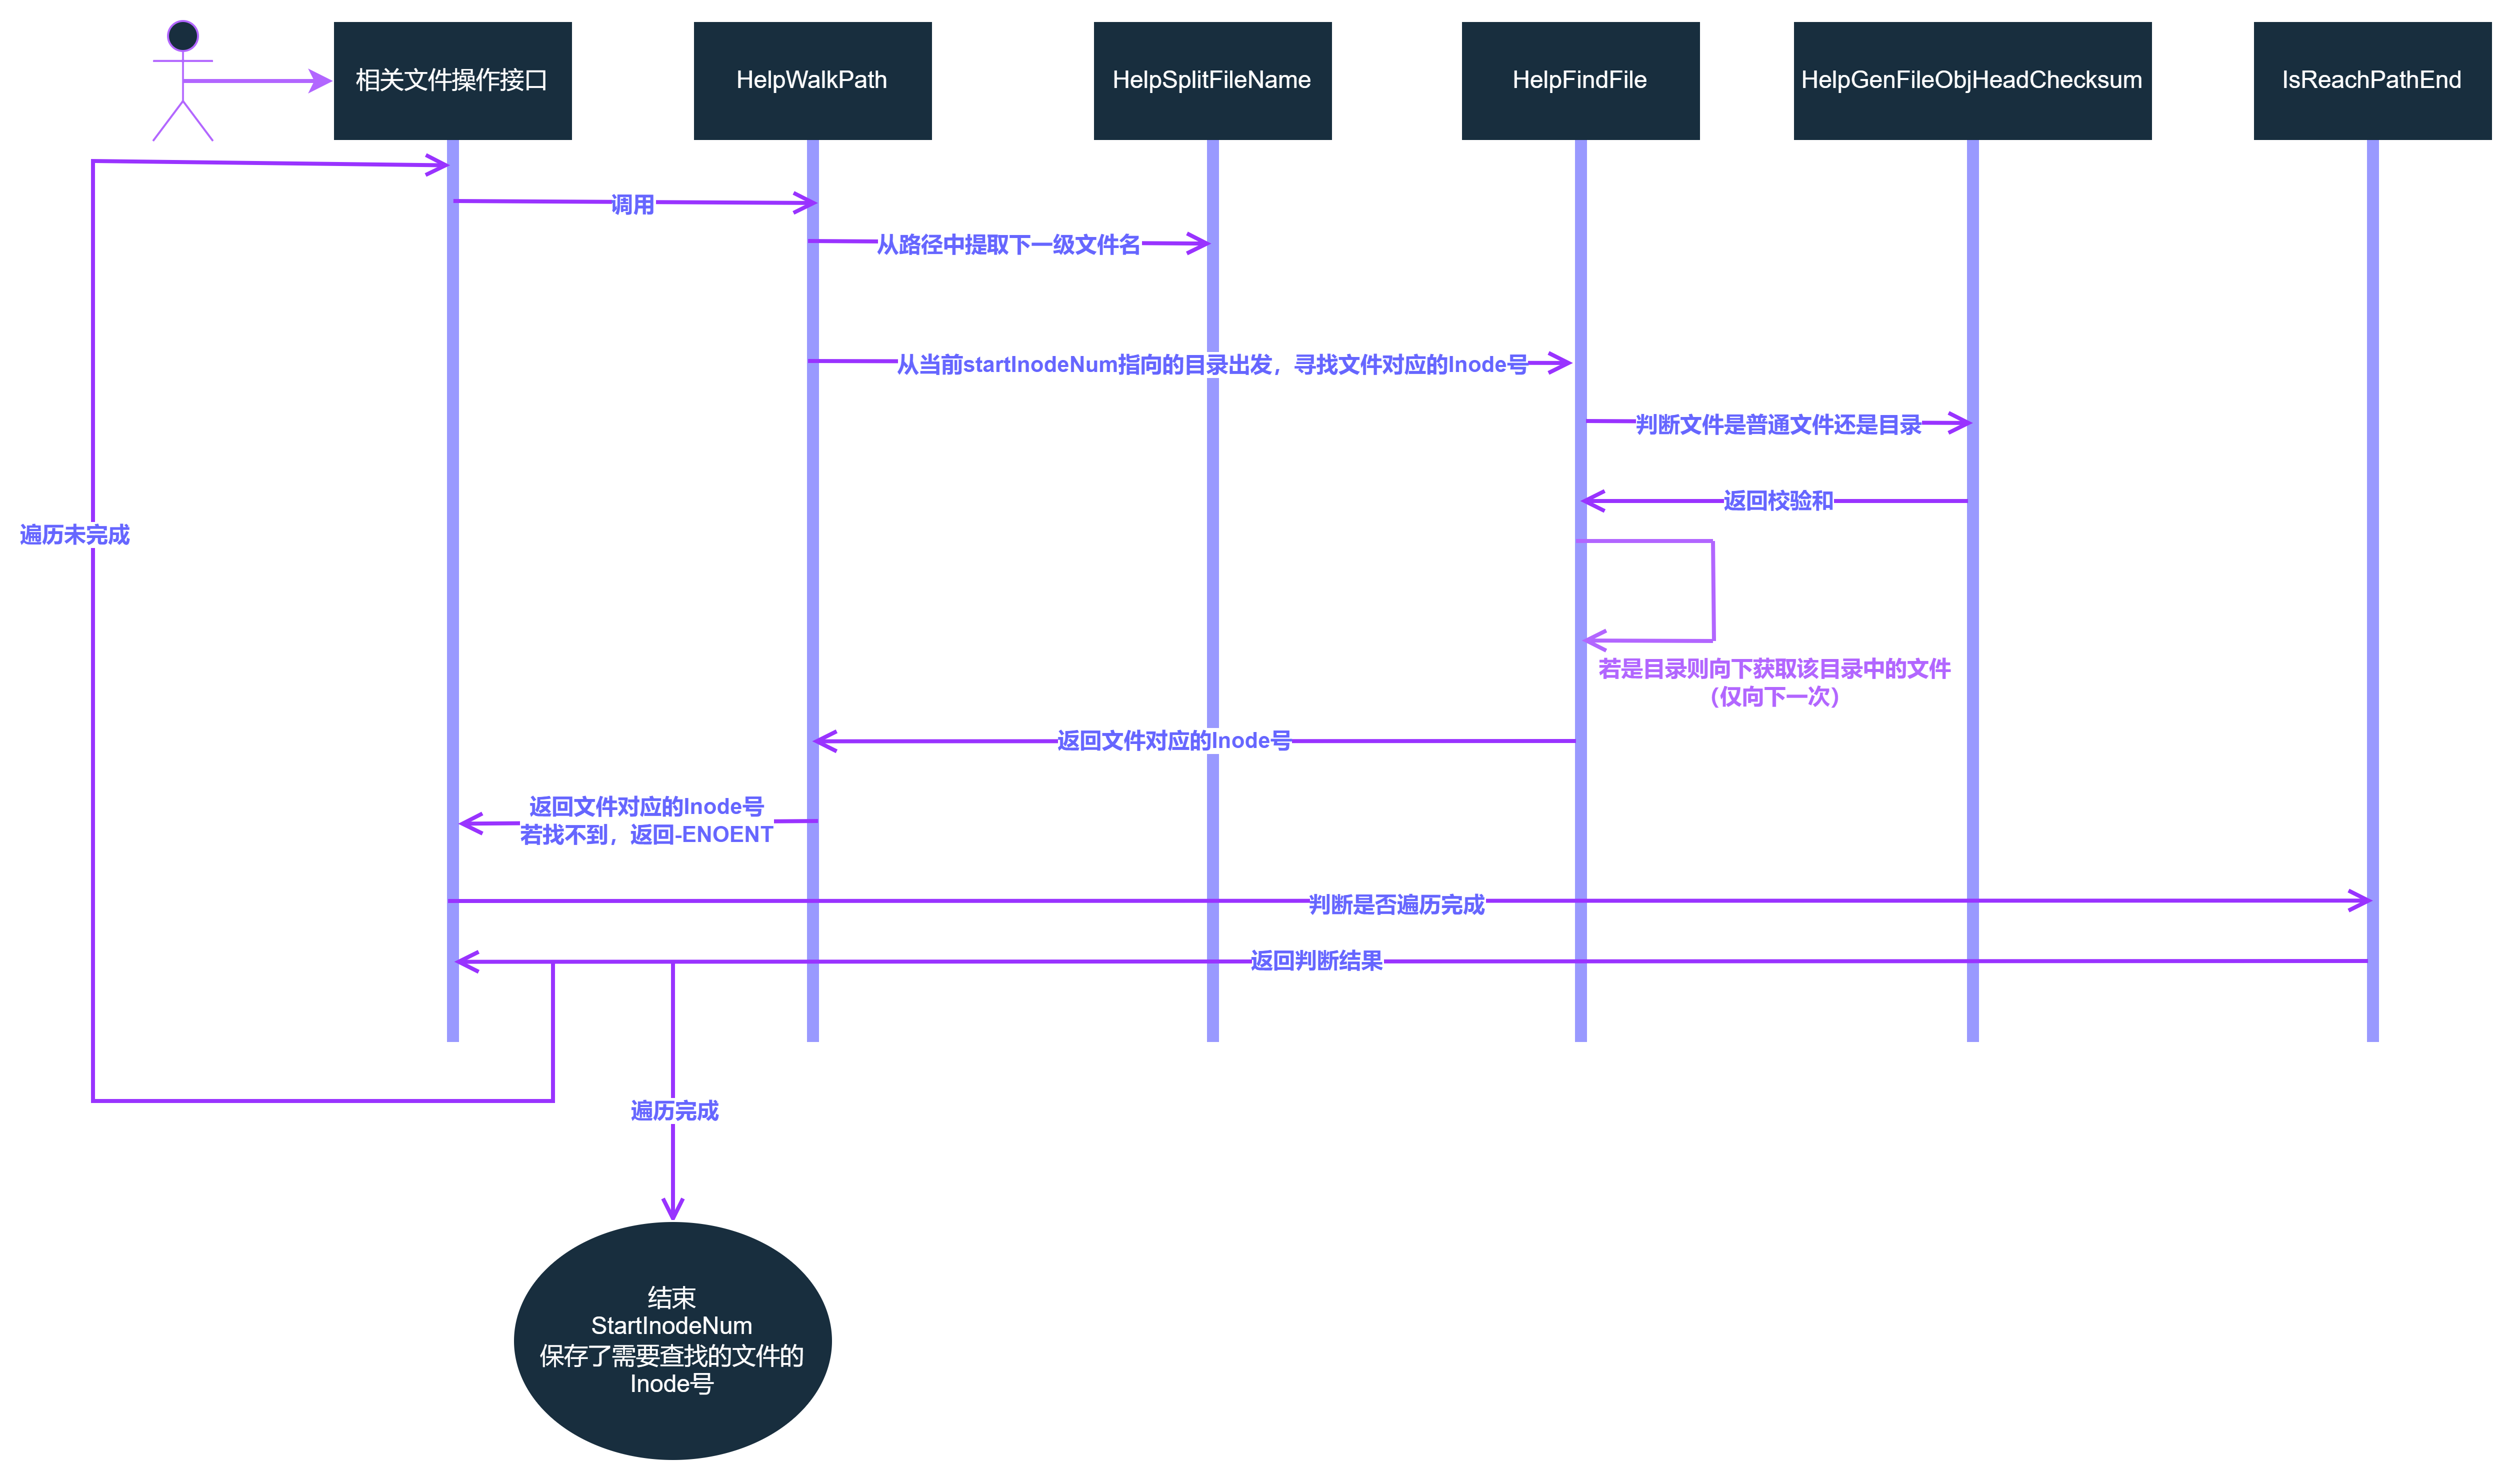 相关文件操作接口
HelpWalkPath
HelpSplitFileName
HelpFindFile
HelpGenFileObjHeadChecksum
IsReachPathEnd
调用
从路径中提取下一级文件名
从当前startInodeNum指向的目录出发，寻找文件对应的Inode号
判断文件是普通文件还是目录
返回校验和
遍历未完成
若是目录则向下获取该目录中的文件
（仅向下一次）
返回文件对应的Inode号
返回文件对应的Inode号
若找不到，返回-ENOENT
判断是否遍历完成
返回判断结果
遍历完成
结束
StartInodeNum
保存了需要查找的文件的
Inode号